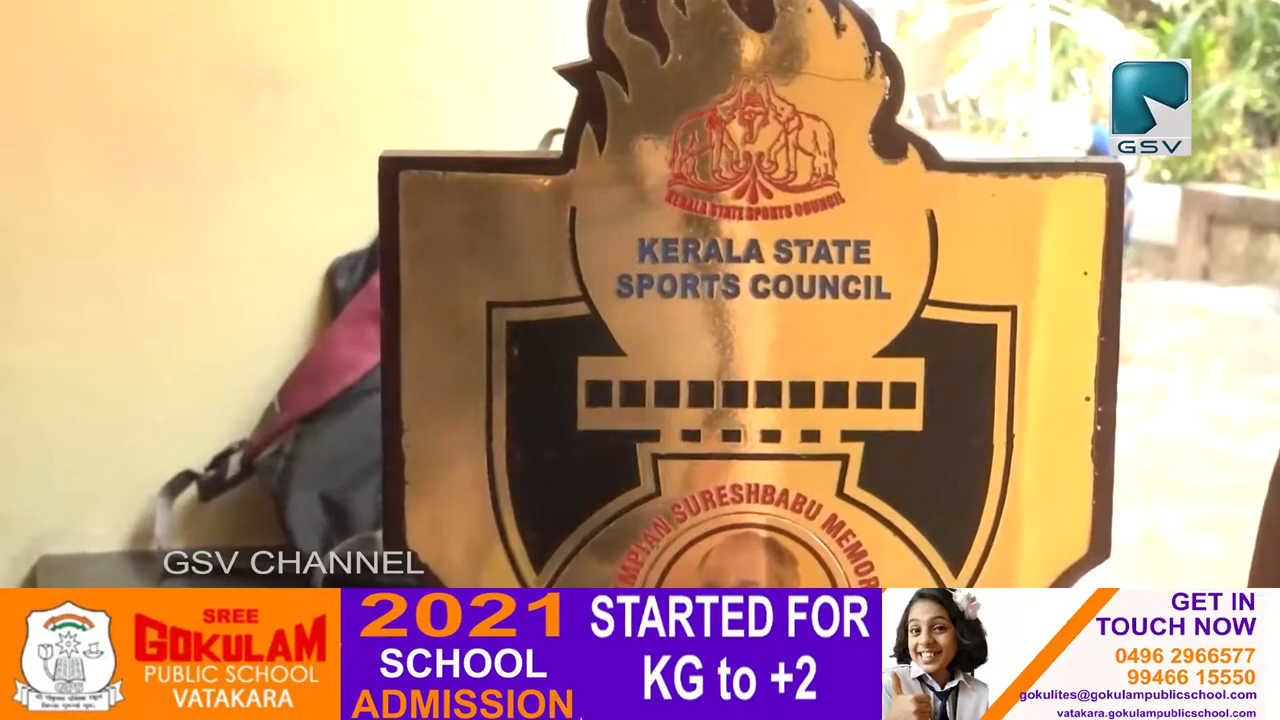 GSV
KERALA STATE SPORTS COUNCIL
KERALA STATE
SPORTS COUNCIL
SURESHBABU
GSV CHANNEL
SREE
GOKULAM
PUBLIC SCHOOL
VATAKARA
2021
SCHOOL
ADMISSION
STARTED FOR
KG to +2
GET IN
TOUCH NOW
0496 2966577
99466 15550
gokulites@gokulampublicschool.com
vatakara.gokulampublicschool.com